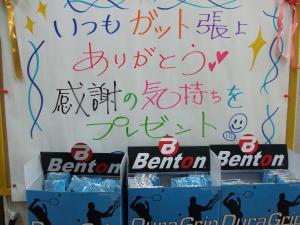 いつも ガット 張上
ありがとう
感謝の気持ちを
プレゼント
Benton
Benton
Benton
DuraGrip
DuraGrip